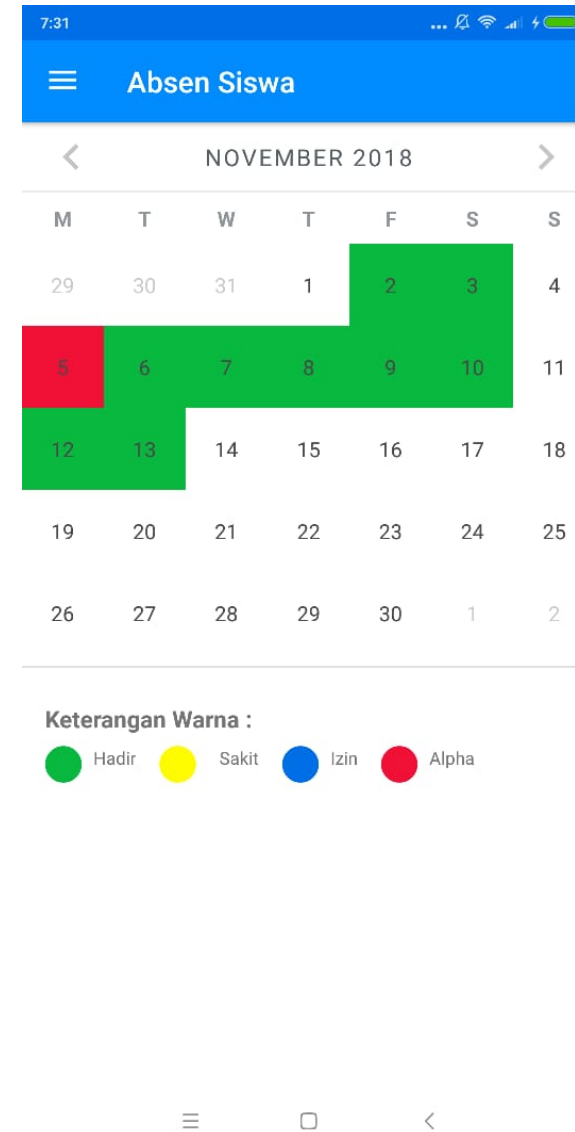 7:31
Absen Siswa
NOVEMBER 2018
M T W T F S S
29 30 31 1 2 3 4
5 6 7 8 9 10 11
12 13 14 15 16 17 18
19 20 21 22 23 24 25
26 27 28 29 30 1 2
Keterangan Warna :
Hadir Sakit Izin Alpha